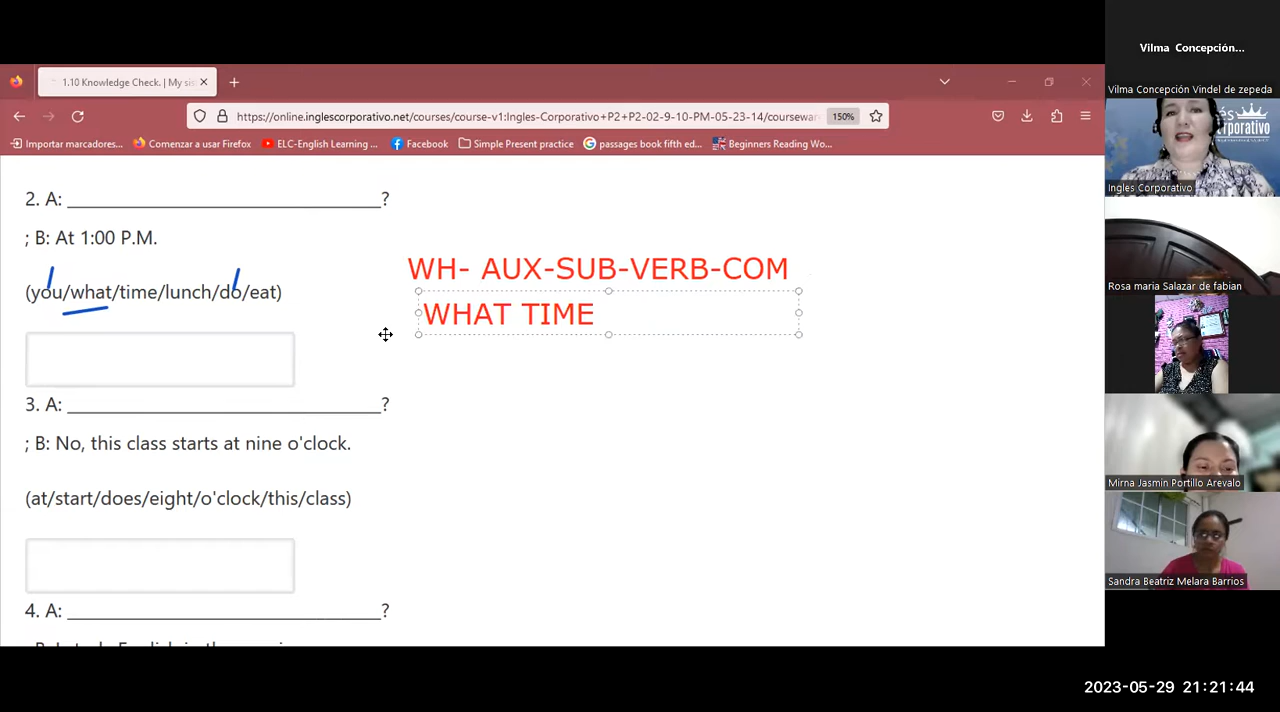 Vilma Concepción...
Vilma Concepción Vindel de zepeda
1.10 Knowledge Check. | My si
https://online.inglescorporativo.net/courses/course-v1:Ingles-Corporativo+P2+P2-02-9-10-PM-05-23-14/coursewa
150%
Importar marcadores...
Comenzar a usar Firefox
ELC-English Learning ...
Facebook
Simple Present practice
passages book fifth ed...
Beginners Reading Wo...
és
orporativo
Ingles Corporativo
2. A: ________________________________?
; B: At 1:00 P.M.
(you/what/time/lunch/do/eat)
WH- AUX-SUB-VERB-COM
WHAT TIME
Rosa maria Salazar de fabian
3. A: ________________________________?
; B: No, this class starts at nine o'clock.
(at/start/does/eight/o'clock/this/class)
Mirna Jasmin Portillo Arevalo
Sandra Beatriz Melara Barrios
4. A: ________________________________?
2023-05-29 21:21:44